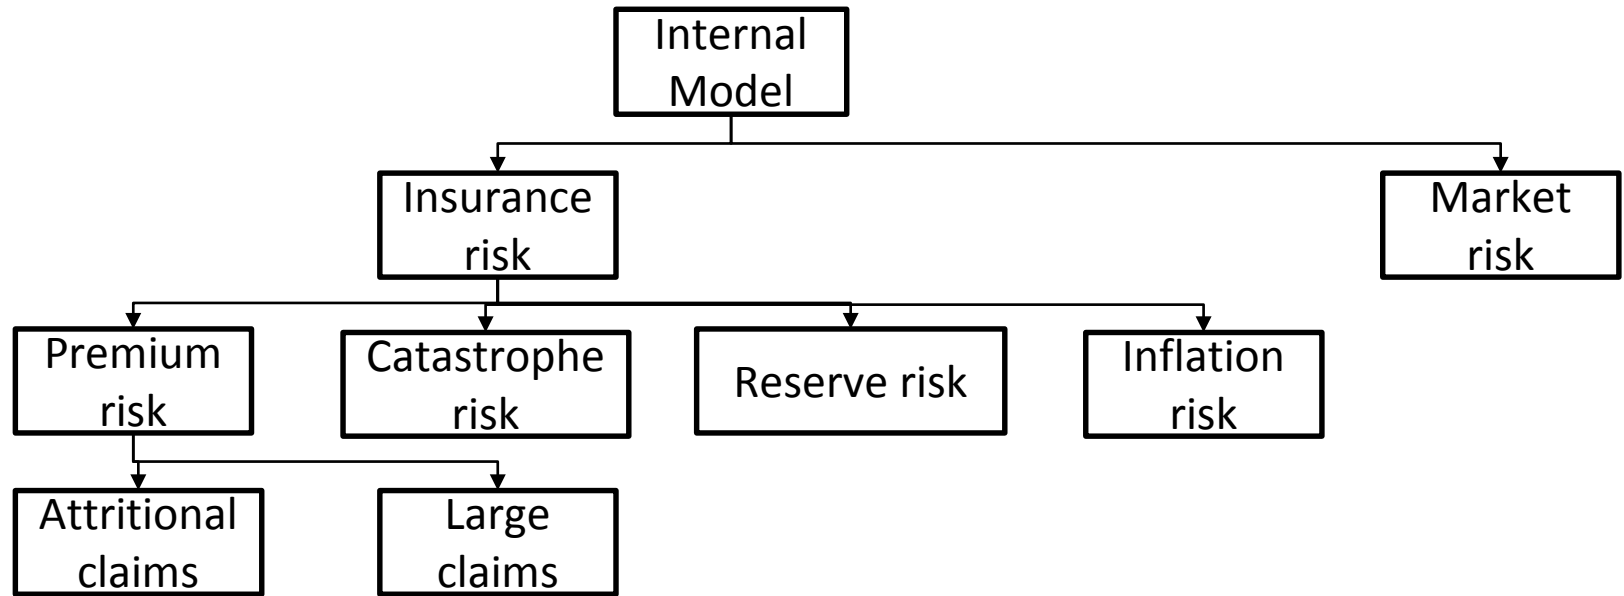 Internal
Model
Insurance
risk
Market
risk
Premium
risk
Catastrophe
risk
Reserve risk
Inflation
risk
Attritional
claims
Large
claims